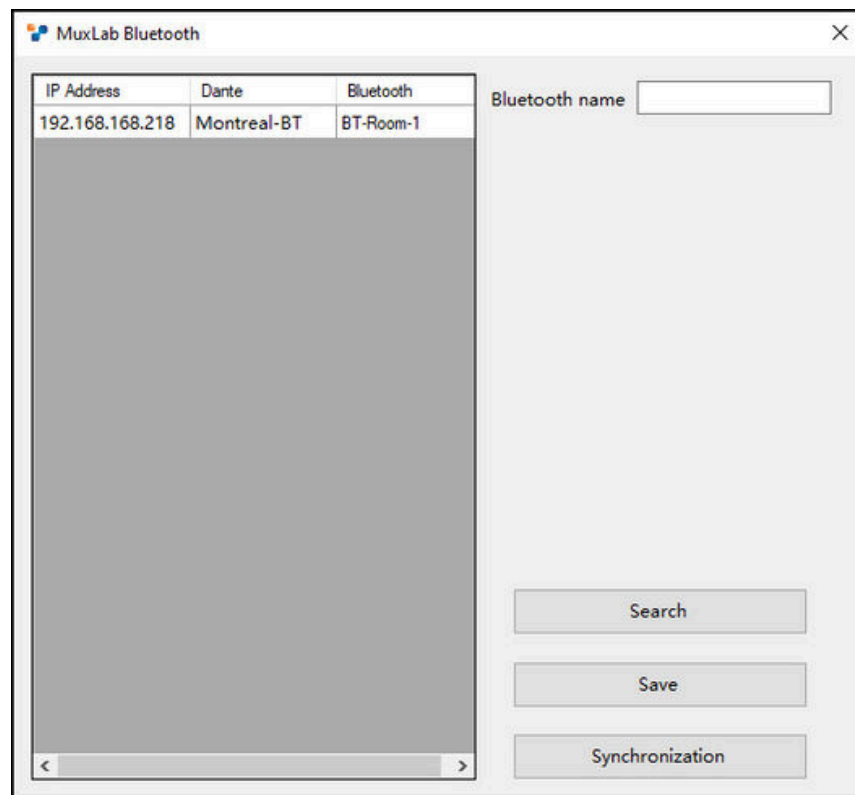 MuxLab Bluetooth
IP Address Dante Bluetooth
192.168.168.218 Montreal-BT BT-Room-1
Bluetooth name
Search
Save
Synchronization